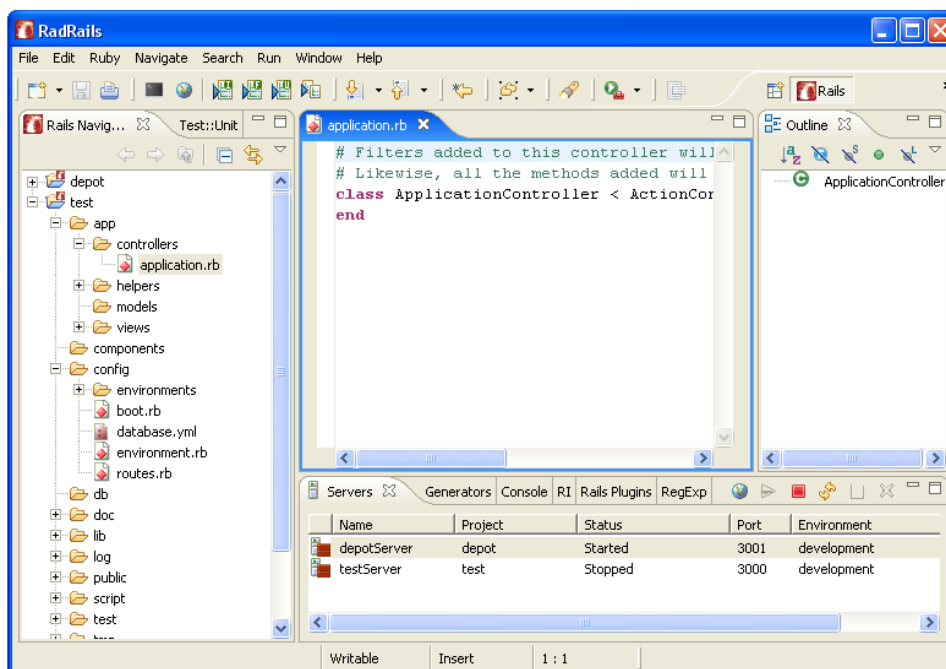 RadRails
File Edit Ruby Navigate Search Run Window Help
Rails
Rails Navig... Test::Unit
depot
test
app
controllers
application.rb
helpers
models
views
components
config
environments
boot.rb
database.yml
environment.rb
routes.rb
db
doc
lib
log
public
script
test
application.rb
# Filters added to this controller will
# Likewise, all the methods added will
class ApplicationController < ActionCor
end
Outline
ApplicationController
Servers Generators Console RI Rails Plugins RegExp
Name Project Status Port Environment
depotServer depot Started 3001 development
testServer test Stopped 3000 development
Writable Insert 1 : 1